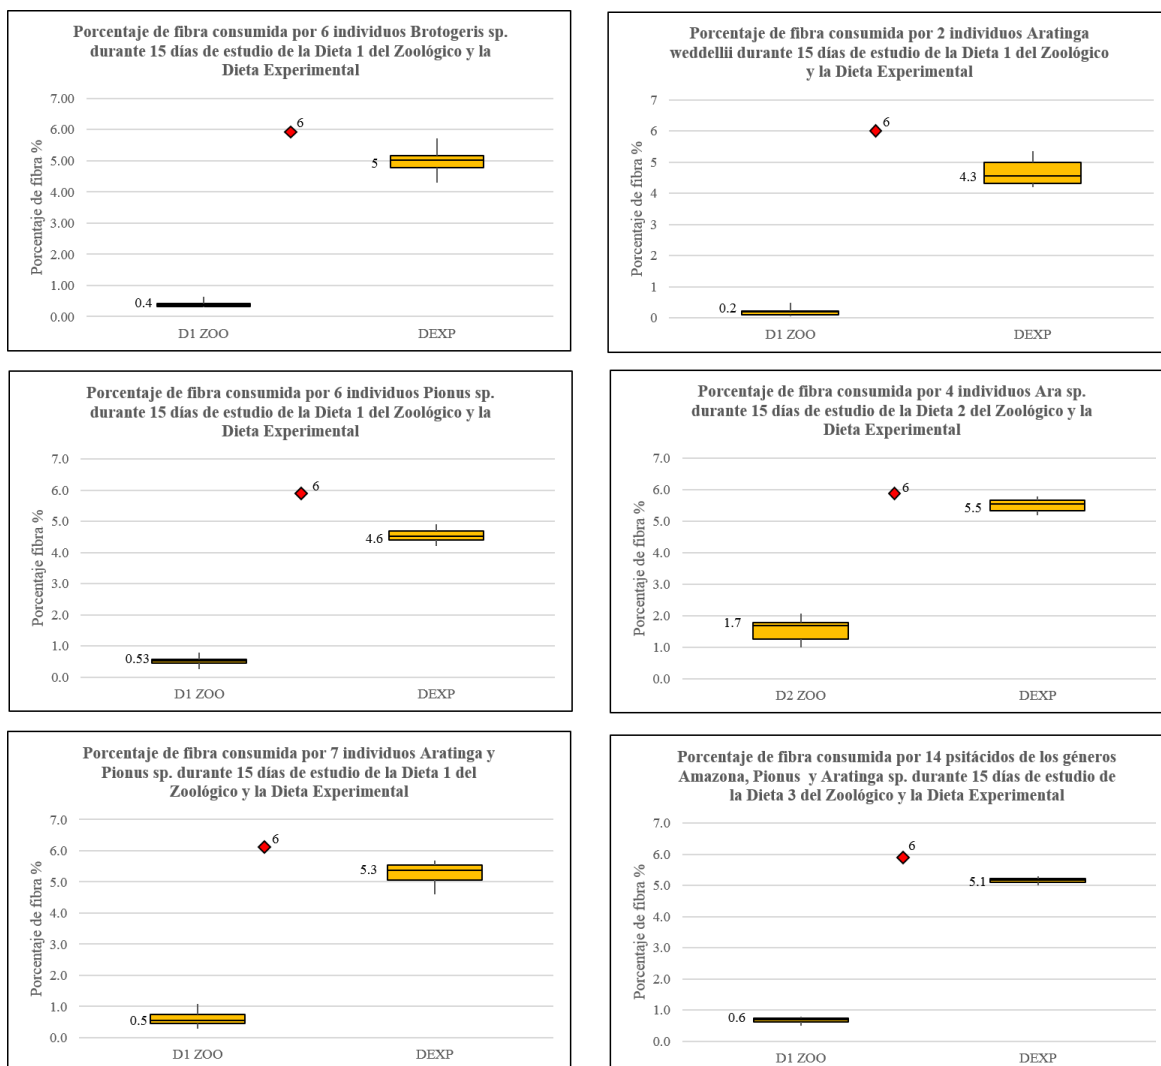 Porcentaje de fibra consumida por 6 individuos Brotogeris sp.
durante 15 días de estudio de la Dieta 1 del Zoológico y la
Dieta Experimental
Porcentaje de fibra %
7.00
6.00
5.00
4.00
3.00
2.00
1.00
0.00
6
5
0.4
D1 ZOO
DEXP
Porcentaje de fibra consumida por 2 individuos Aratinga
weddellii durante 15 días de estudio de la Dieta 1 del Zoológico
y la Dieta Experimental
Porcentaje de fibra %
7
6
5
4
3
2
1
0
6
4.3
0.2
D1 ZOO
DEXP
Porcentaje de fibra consumida por 6 individuos Pionus sp.
durante 15 días de estudio de la Dieta 1 del Zoológico y la
Dieta Experimental
Porcentaje fibra %
7.0
6.0
5.0
4.0
3.0
2.0
1.0
0.0
6
4.6
0.53
D1 ZOO
DEXP
Porcentaje de fibra consumida por 4 individuos Ara sp.
durante 15 días de estudio de la Dieta 2 del Zoológico y la
Dieta Experimental
Porcentaje de fibra %
7.0
6.0
5.0
4.0
3.0
2.0
1.0
0.0
6
5.5
1.7
D2 ZOO
DEXP
Porcentaje de fibra consumida por 7 individuos Aratinga y
Pionus sp. durante 15 días de estudio de la Dieta 1 del
Zoológico y la Dieta Experimental
Porcentaje de fibra %
7.0
6.0
5.0
4.0
3.0
2.0
1.0
0.0
6
5.3
0.5
D1 ZOO
DEXP
Porcentaje de fibra consumida por 14 psitácidos de los géneros
Amazona, Pionus y Aratinga sp. durante 15 días de estudio de
la Dieta 3 del Zoológico y la Dieta Experimental
Porcentaje de fibra %
7.0
6.0
5.0
4.0
3.0
2.0
1.0
0.0
6
5.1
0.6
D1 ZOO
DEXP